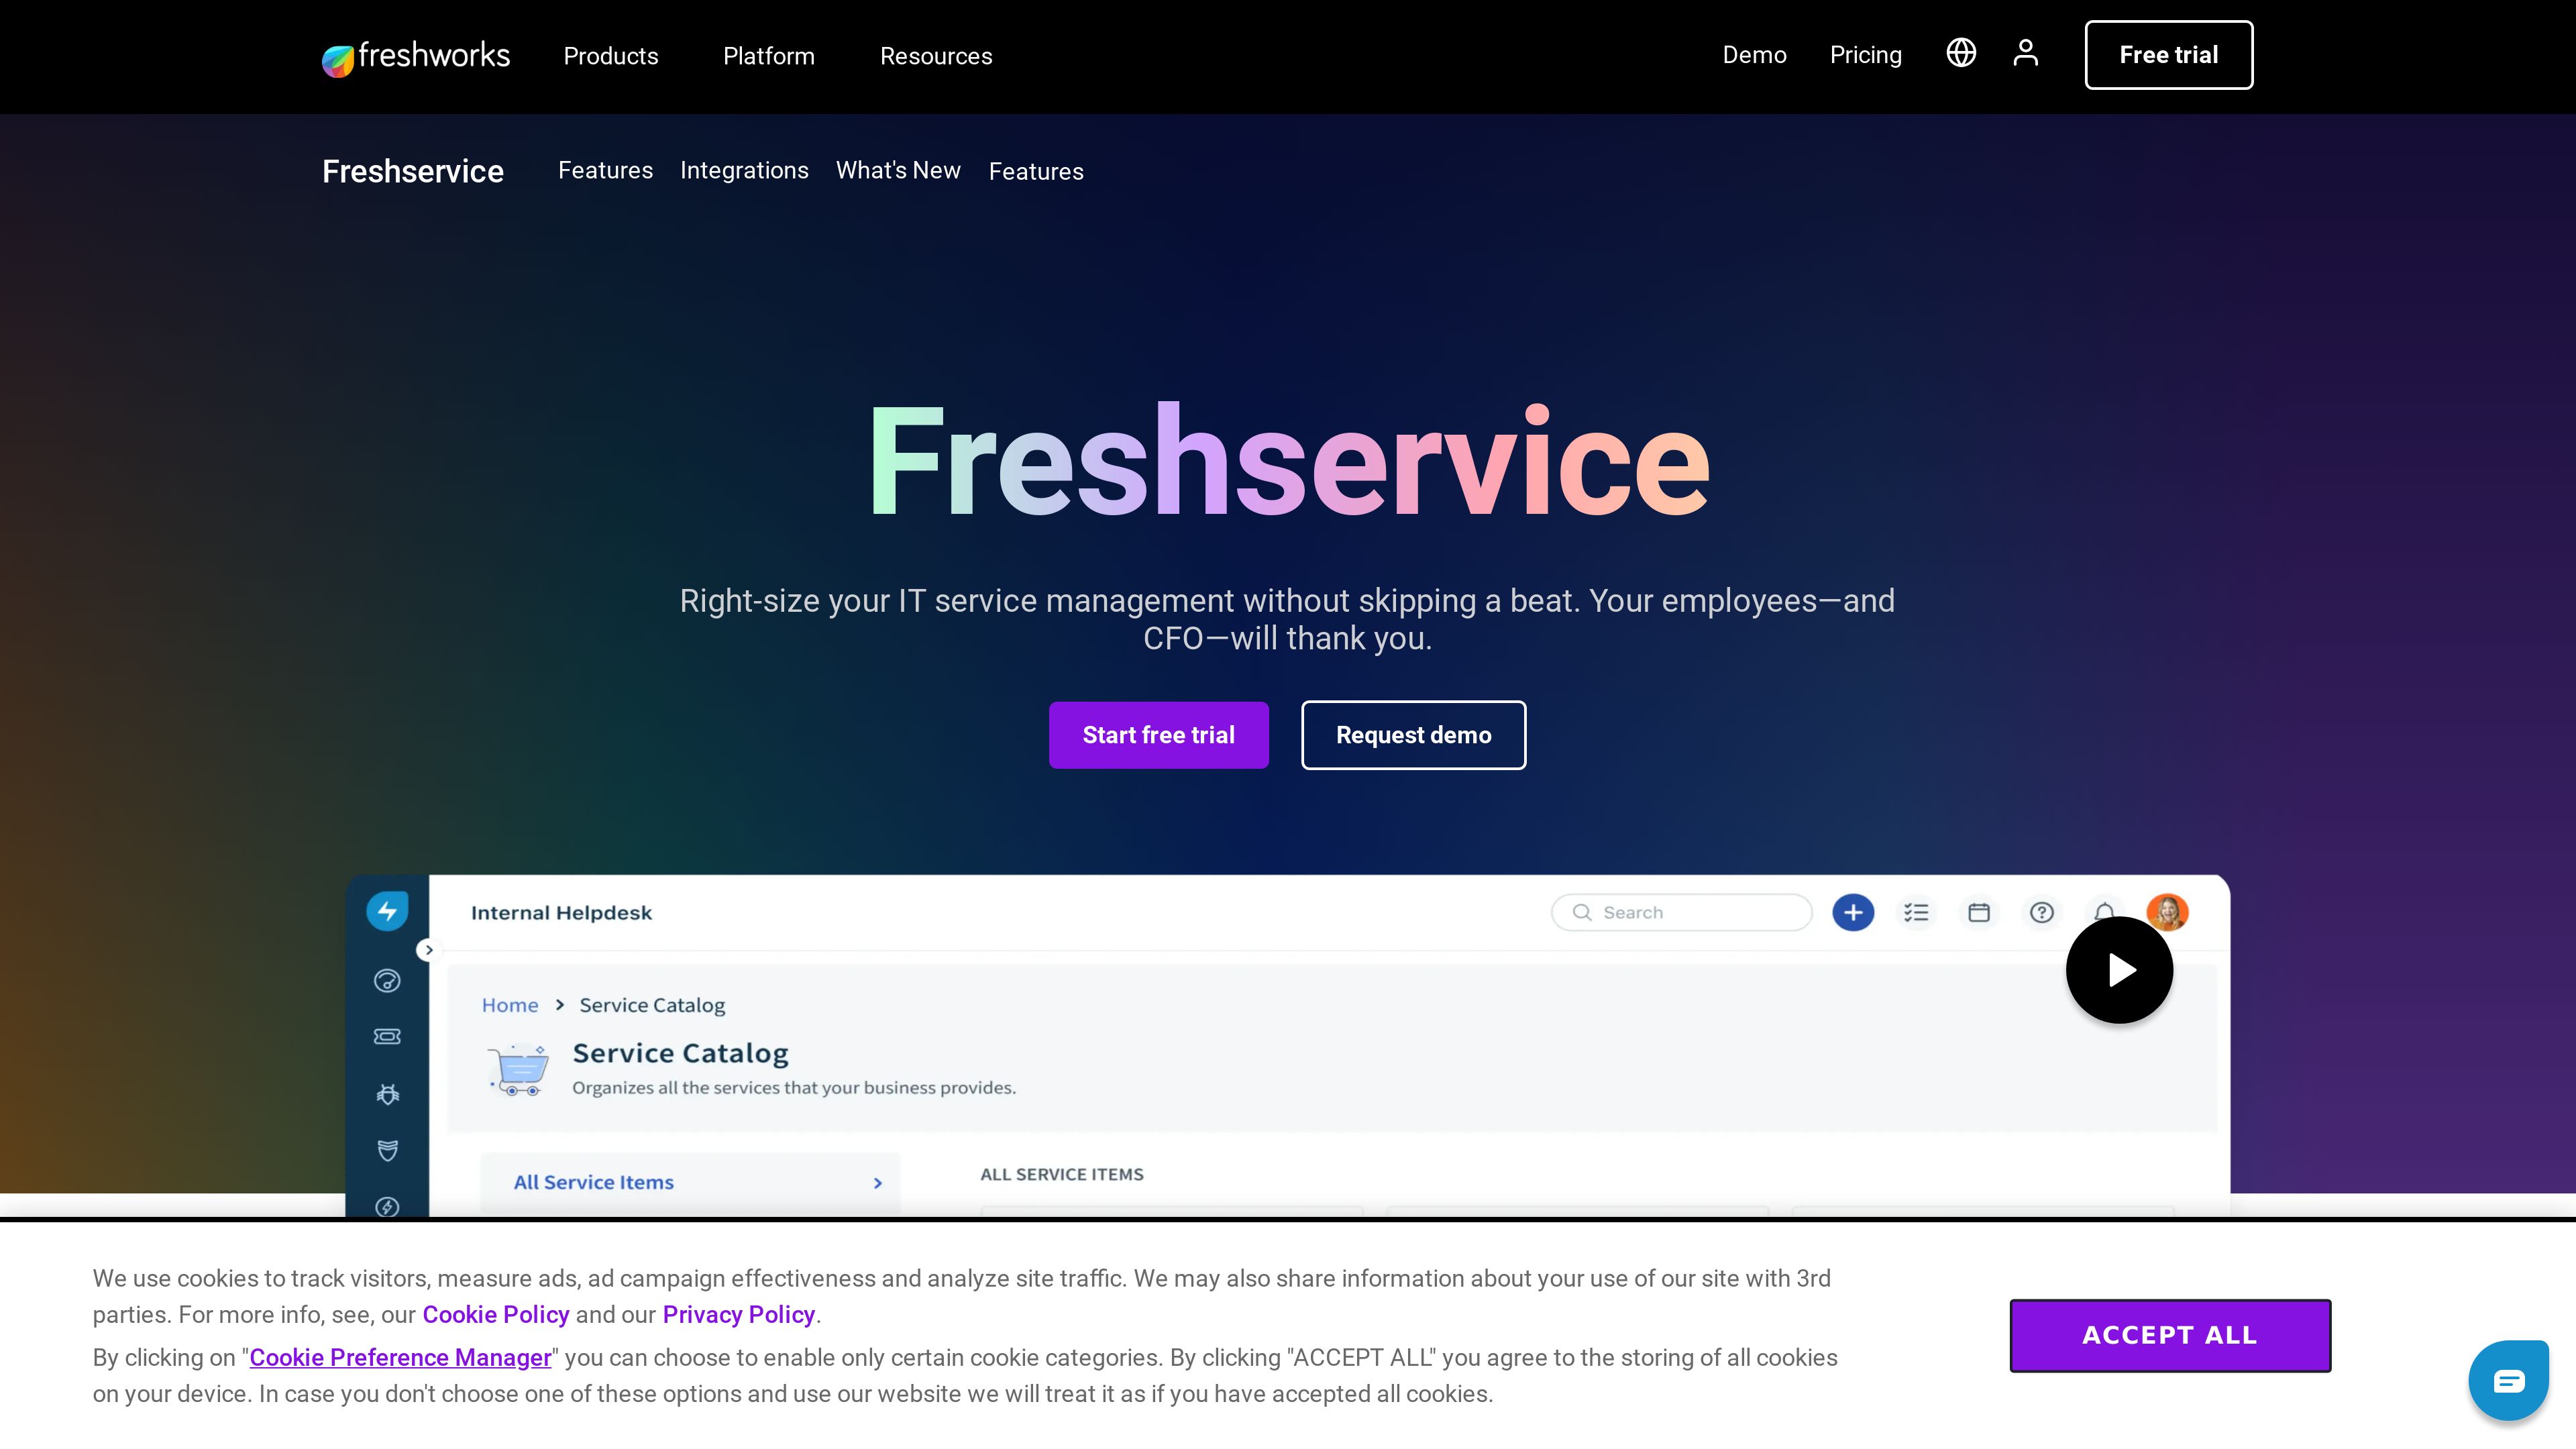 freshworks
Products
Platform
Resources
Demo
Pricing
Free trial
Freshservice
Features
Integrations
What's New
Features
Freshservice
Right-size your IT service management without skipping a beat. Your employees—and
CFO—will thank you.
Start free trial
Request demo
Internal Helpdesk
Search
Home > Service Catalog
Service Catalog
Organizes all the services that your business provides.
All Service Items
ALL SERVICE ITEMS
We use cookies to track visitors, measure ads, ad campaign effectiveness and analyze site traffic. We may also share information about your use of our site with 3rd
parties. For more info, see, our Cookie Policy and our Privacy Policy.
By clicking on "Cookie Preference Manager" you can choose to enable only certain cookie categories. By clicking "ACCEPT ALL" you agree to the storing of all cookies
on your device. In case you don't choose one of these options and use our website we will treat it as if you have accepted all cookies.
ACCEPT ALL